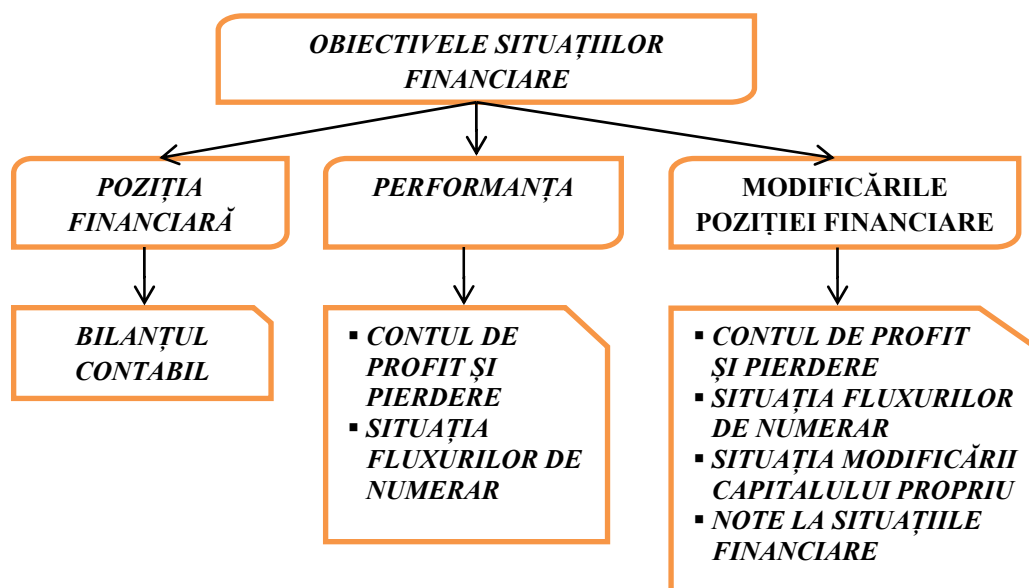 OBIECTIVELE SITUAȚIILOR
FINANCIARE
POZIȚIA
FINANCIARĂ
PERFORMANȚA
MODIFICĂRILE
POZIȚIEI FINANCIARE
BILANȚUL
CONTABIL
▪ CONTUL DE
PROFIT ȘI
PIERDERE
▪ SITUAȚIA
FLUXURILOR DE
NUMERAR
▪ CONTUL DE PROFIT
ȘI PIERDERE
▪ SITUAȚIA FLUXURILOR
DE NUMERAR
▪ SITUAȚIA MODIFICĂRII
CAPITALULUI PROPRIU
▪ NOTE LA SITUAȚIILE
FINANCIARE